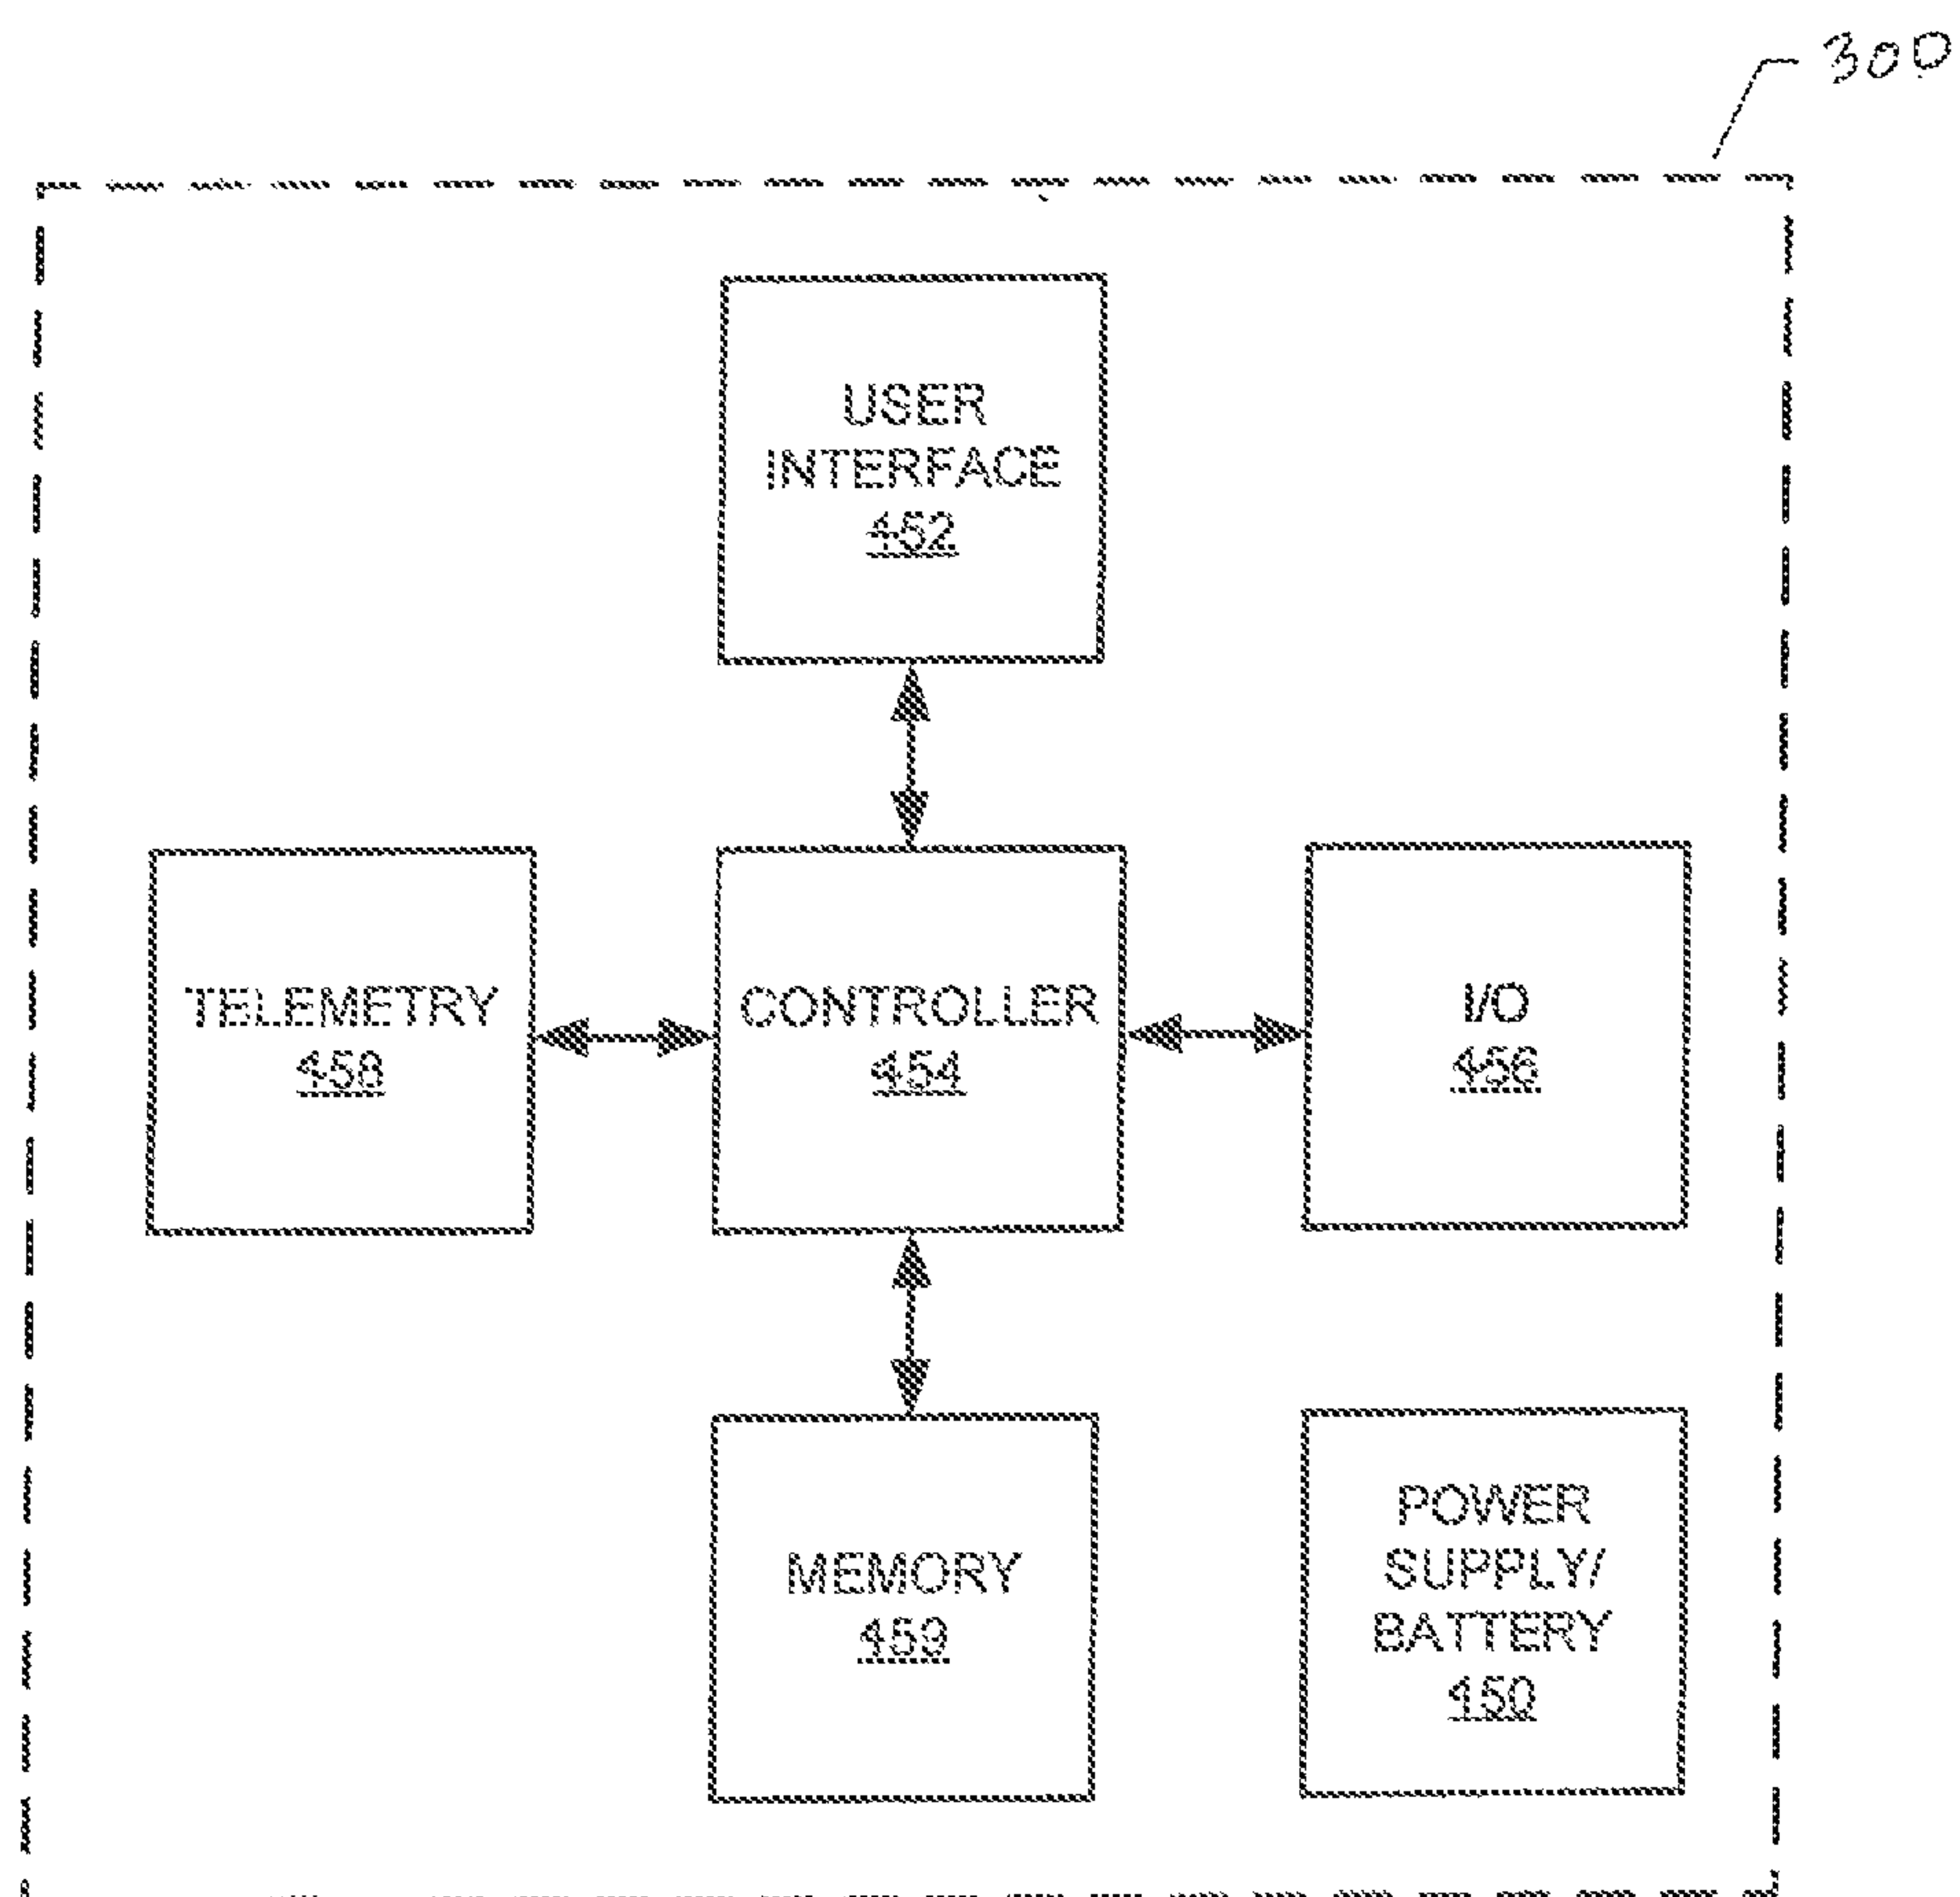 300
USER
INTERFACE
452
TELEMETRY
458
CONTROLLER
454
I/O
456
MEMORY
459
POWER
SUPPLY/
BATTERY
450